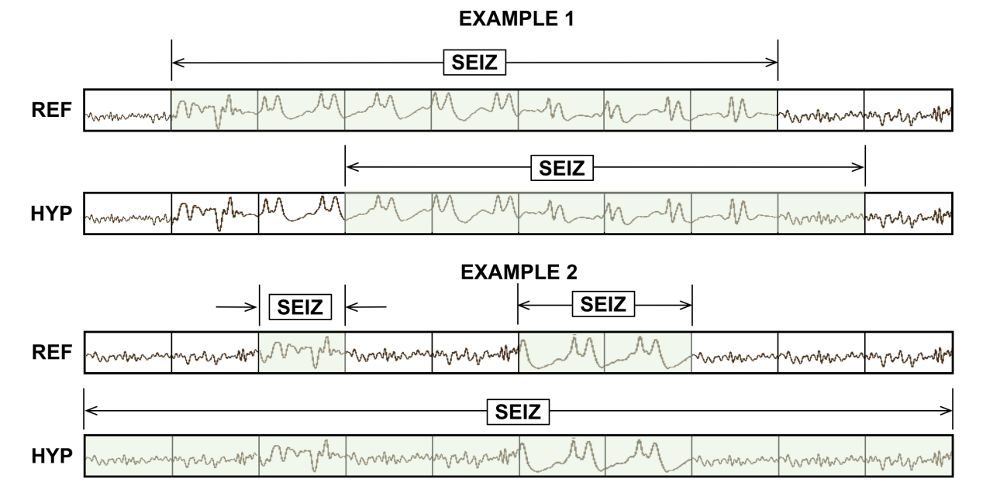 EXAMPLE 1
SEIZ
REF
SEIZ
HYP
EXAMPLE 2
SEIZ SEIZ
REF
SEIZ
HYP